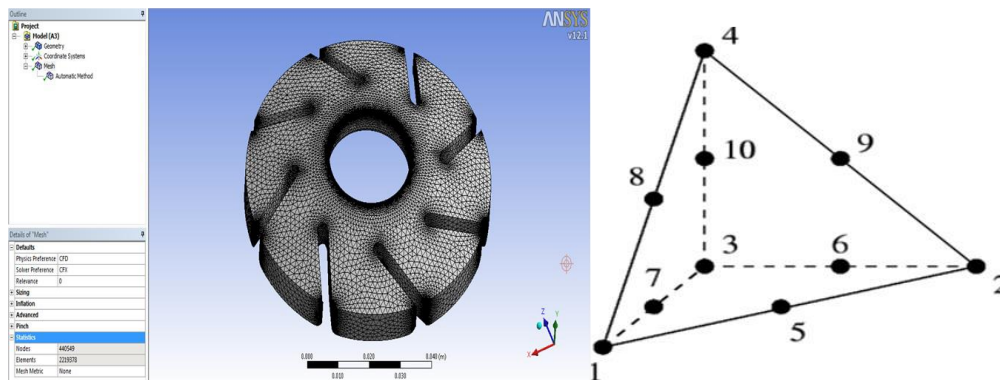 Outline
Project
Model (A3)
Geometry
Coordinate Systems
Mesh
Automatic Method
ANSYS
v12.1
Details of "Mesh"
Defaults
Physics Preference CFD
Solver Preference CFX
Relevance 0
Sizing
Inflation
Advanced
Pinch
Statistics
Nodes 440549
Elements 2219378
Mesh Metric None
0.000 0.020 0.040 (m)
0.010 0.030
Z Y
X
4
10
9
8
3
6
2
7
5
1